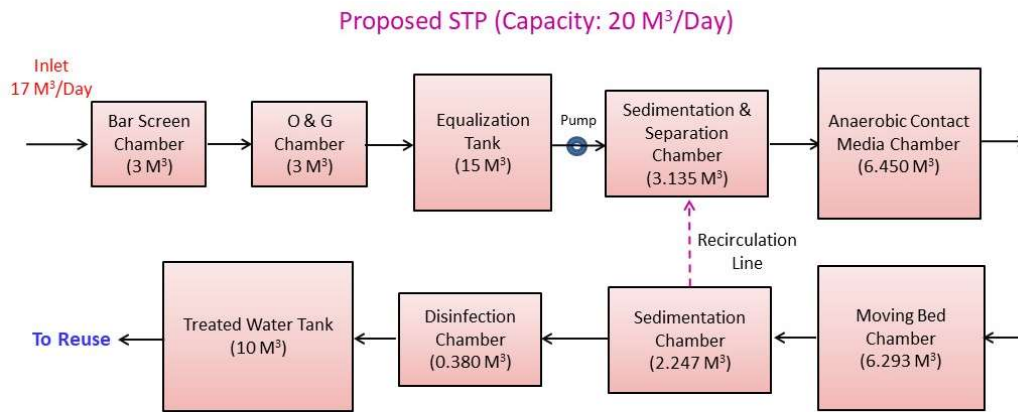 Proposed STP (Capacity: 20 M³/Day)
Inlet
17 M³/Day
Bar Screen
Chamber
(3 M³)
O & G
Chamber
(3 M³)
Equalization
Tank
(15 M³)
Pump
Sedimentation &
Separation
Chamber
(3.135 M³)
Anaerobic Contact
Media Chamber
(6.450 M³)
Recirculation
Line
To Reuse
Treated Water Tank
(10 M³)
Disinfection
Chamber
(0.380 M³)
Sedimentation
Chamber
(2.247 M³)
Moving Bed
Chamber
(6.293 M³)